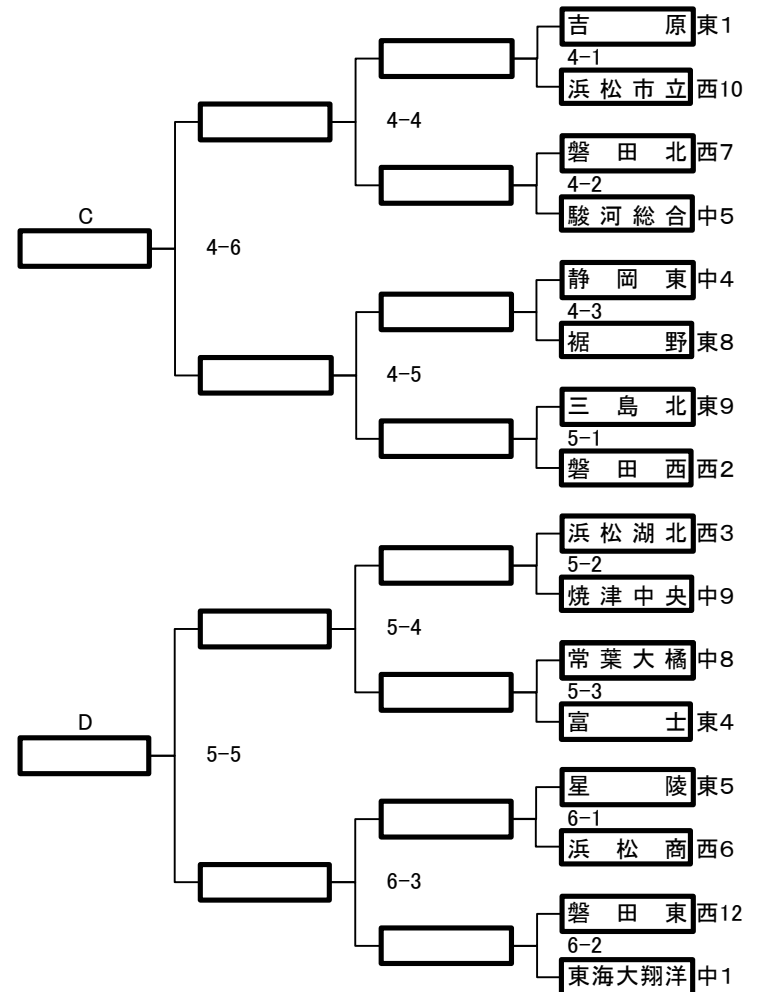 吉原 東1
4-1
浜松市立 西10
4-4
磐田北 西7
4-2
駿河総合 中5
C
4-6
静岡東 中4
4-3
裾野 東8
4-5
三島北 東9
5-1
磐田西 西2
浜松湖北 西3
5-2
焼津中央 中9
5-4
常葉大橘 中8
5-3
富士 東4
D
5-5
星陵 東5
6-1
浜松商 西6
6-3
磐田東 西12
6-2
東海大翔洋 中1